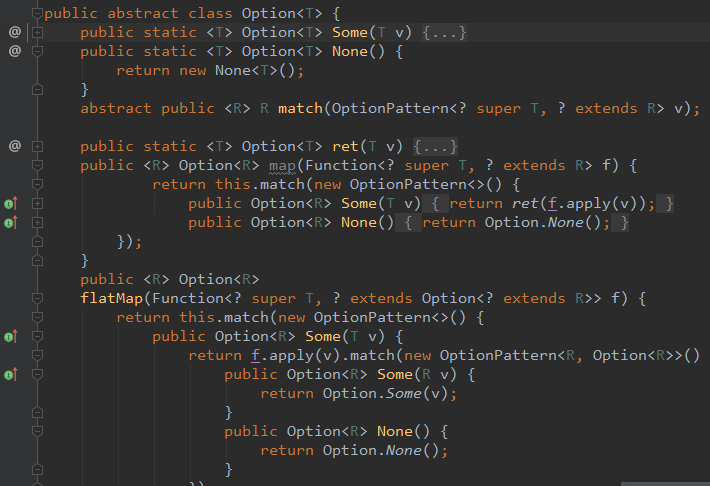 public abstract class Option<T> {
@ public static <T> Option<T> Some(T v) {...}
@ public static <T> Option<T> None() {
return new None<T>();
}
abstract public <R> R match(OptionPattern<? super T, ? extends R> v);
@ public static <T> Option<T> ret(T v) {...}
public <R> Option<R> map(Function<? super T, ? extends R> f) {
return this.match(new OptionPattern<>() {
public Option<R> Some(T v) { return ret(f.apply(v)); }
public Option<R> None() { return Option.None(); }
});
}
public <R> Option<R>
flatMap(Function<? super T, ? extends Option<? extends R>> f) {
return this.match(new OptionPattern<>() {
public Option<R> Some(T v) {
return f.apply(v).match(new OptionPattern<R, Option<R>>()
public Option<R> Some(R v) {
return Option.Some(v);
}
public Option<R> None() {
return Option.None();
}